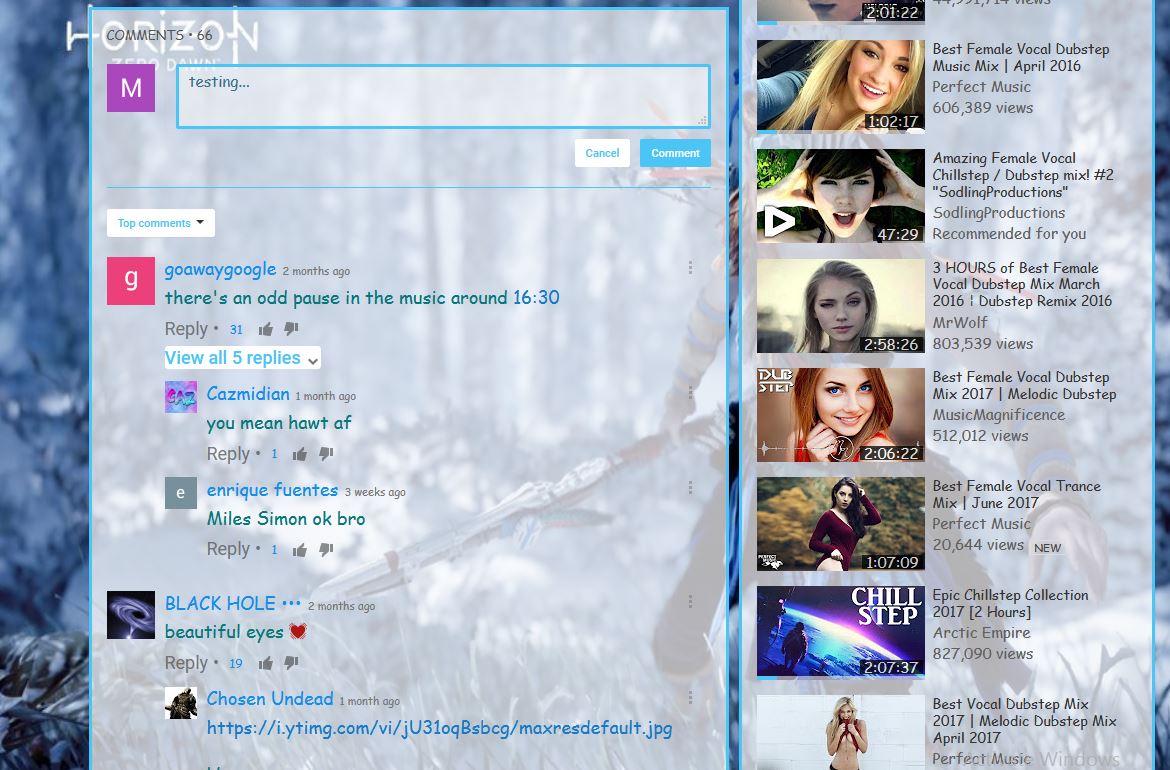 HORIZON
ZERO DAWN
COMMENTS • 66
M
testing...
Cancel
Comment
Top comments
g
goawaygoogle 2 months ago
there's an odd pause in the music around 16:30
Reply • 31
View all 5 replies
CAZ
Cazmidian 1 month ago
you mean hawt af
Reply • 1
e
enrique fuentes 3 weeks ago
Miles Simon ok bro
Reply • 1
BLACK HOLE ••• 2 months ago
beautiful eyes ❤
Reply • 19
Chosen Undead 1 month ago
https://i.ytimg.com/vi/jU31oqBsbcg/maxresdefault.jpg
2:01:22
44,991,714 views
1:02:17
Best Female Vocal Dubstep
Music Mix | April 2016
Perfect Music
606,389 views
47:29
Amazing Female Vocal
Chillstep / Dubstep mix! #2
"SodlingProductions"
SodlingProductions
Recommended for you
2:58:26
3 HOURS of Best Female
Vocal Dubstep Mix March
2016 ¦ Dubstep Remix 2016
MrWolf
803,539 views
DUB
STEP
2:06:22
Best Female Vocal Dubstep
Mix 2017 | Melodic Dubstep
MusicMagnificence
512,012 views
PERFECT
MUSIC
1:07:09
Best Female Vocal Trance
Mix | June 2017
Perfect Music
20,644 views NEW
CHILL
STEP
2:07:37
Epic Chillstep Collection
2017 [2 Hours]
Arctic Empire
827,090 views
Best Vocal Dubstep Mix
2017 | Melodic Dubstep Mix
April 2017
Perfect Music
Windows